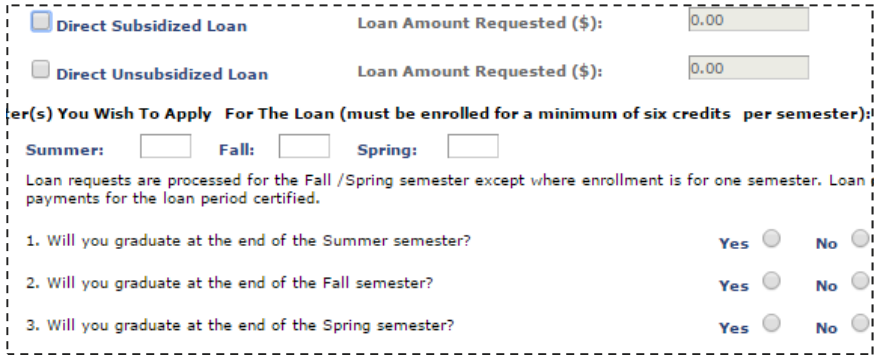 Direct Subsidized Loan Loan Amount Requested ($): 0.00
Direct Unsubsidized Loan Loan Amount Requested ($): 0.00
er(s) You Wish To Apply For The Loan (must be enrolled for a minimum of six credits per semester):
Summer: Fall: Spring:
Loan requests are processed for the Fall /Spring semester except where enrollment is for one semester. Loan
payments for the loan period certified.
1. Will you graduate at the end of the Summer semester? Yes No
2. Will you graduate at the end of the Fall semester? Yes No
3. Will you graduate at the end of the Spring semester? Yes No